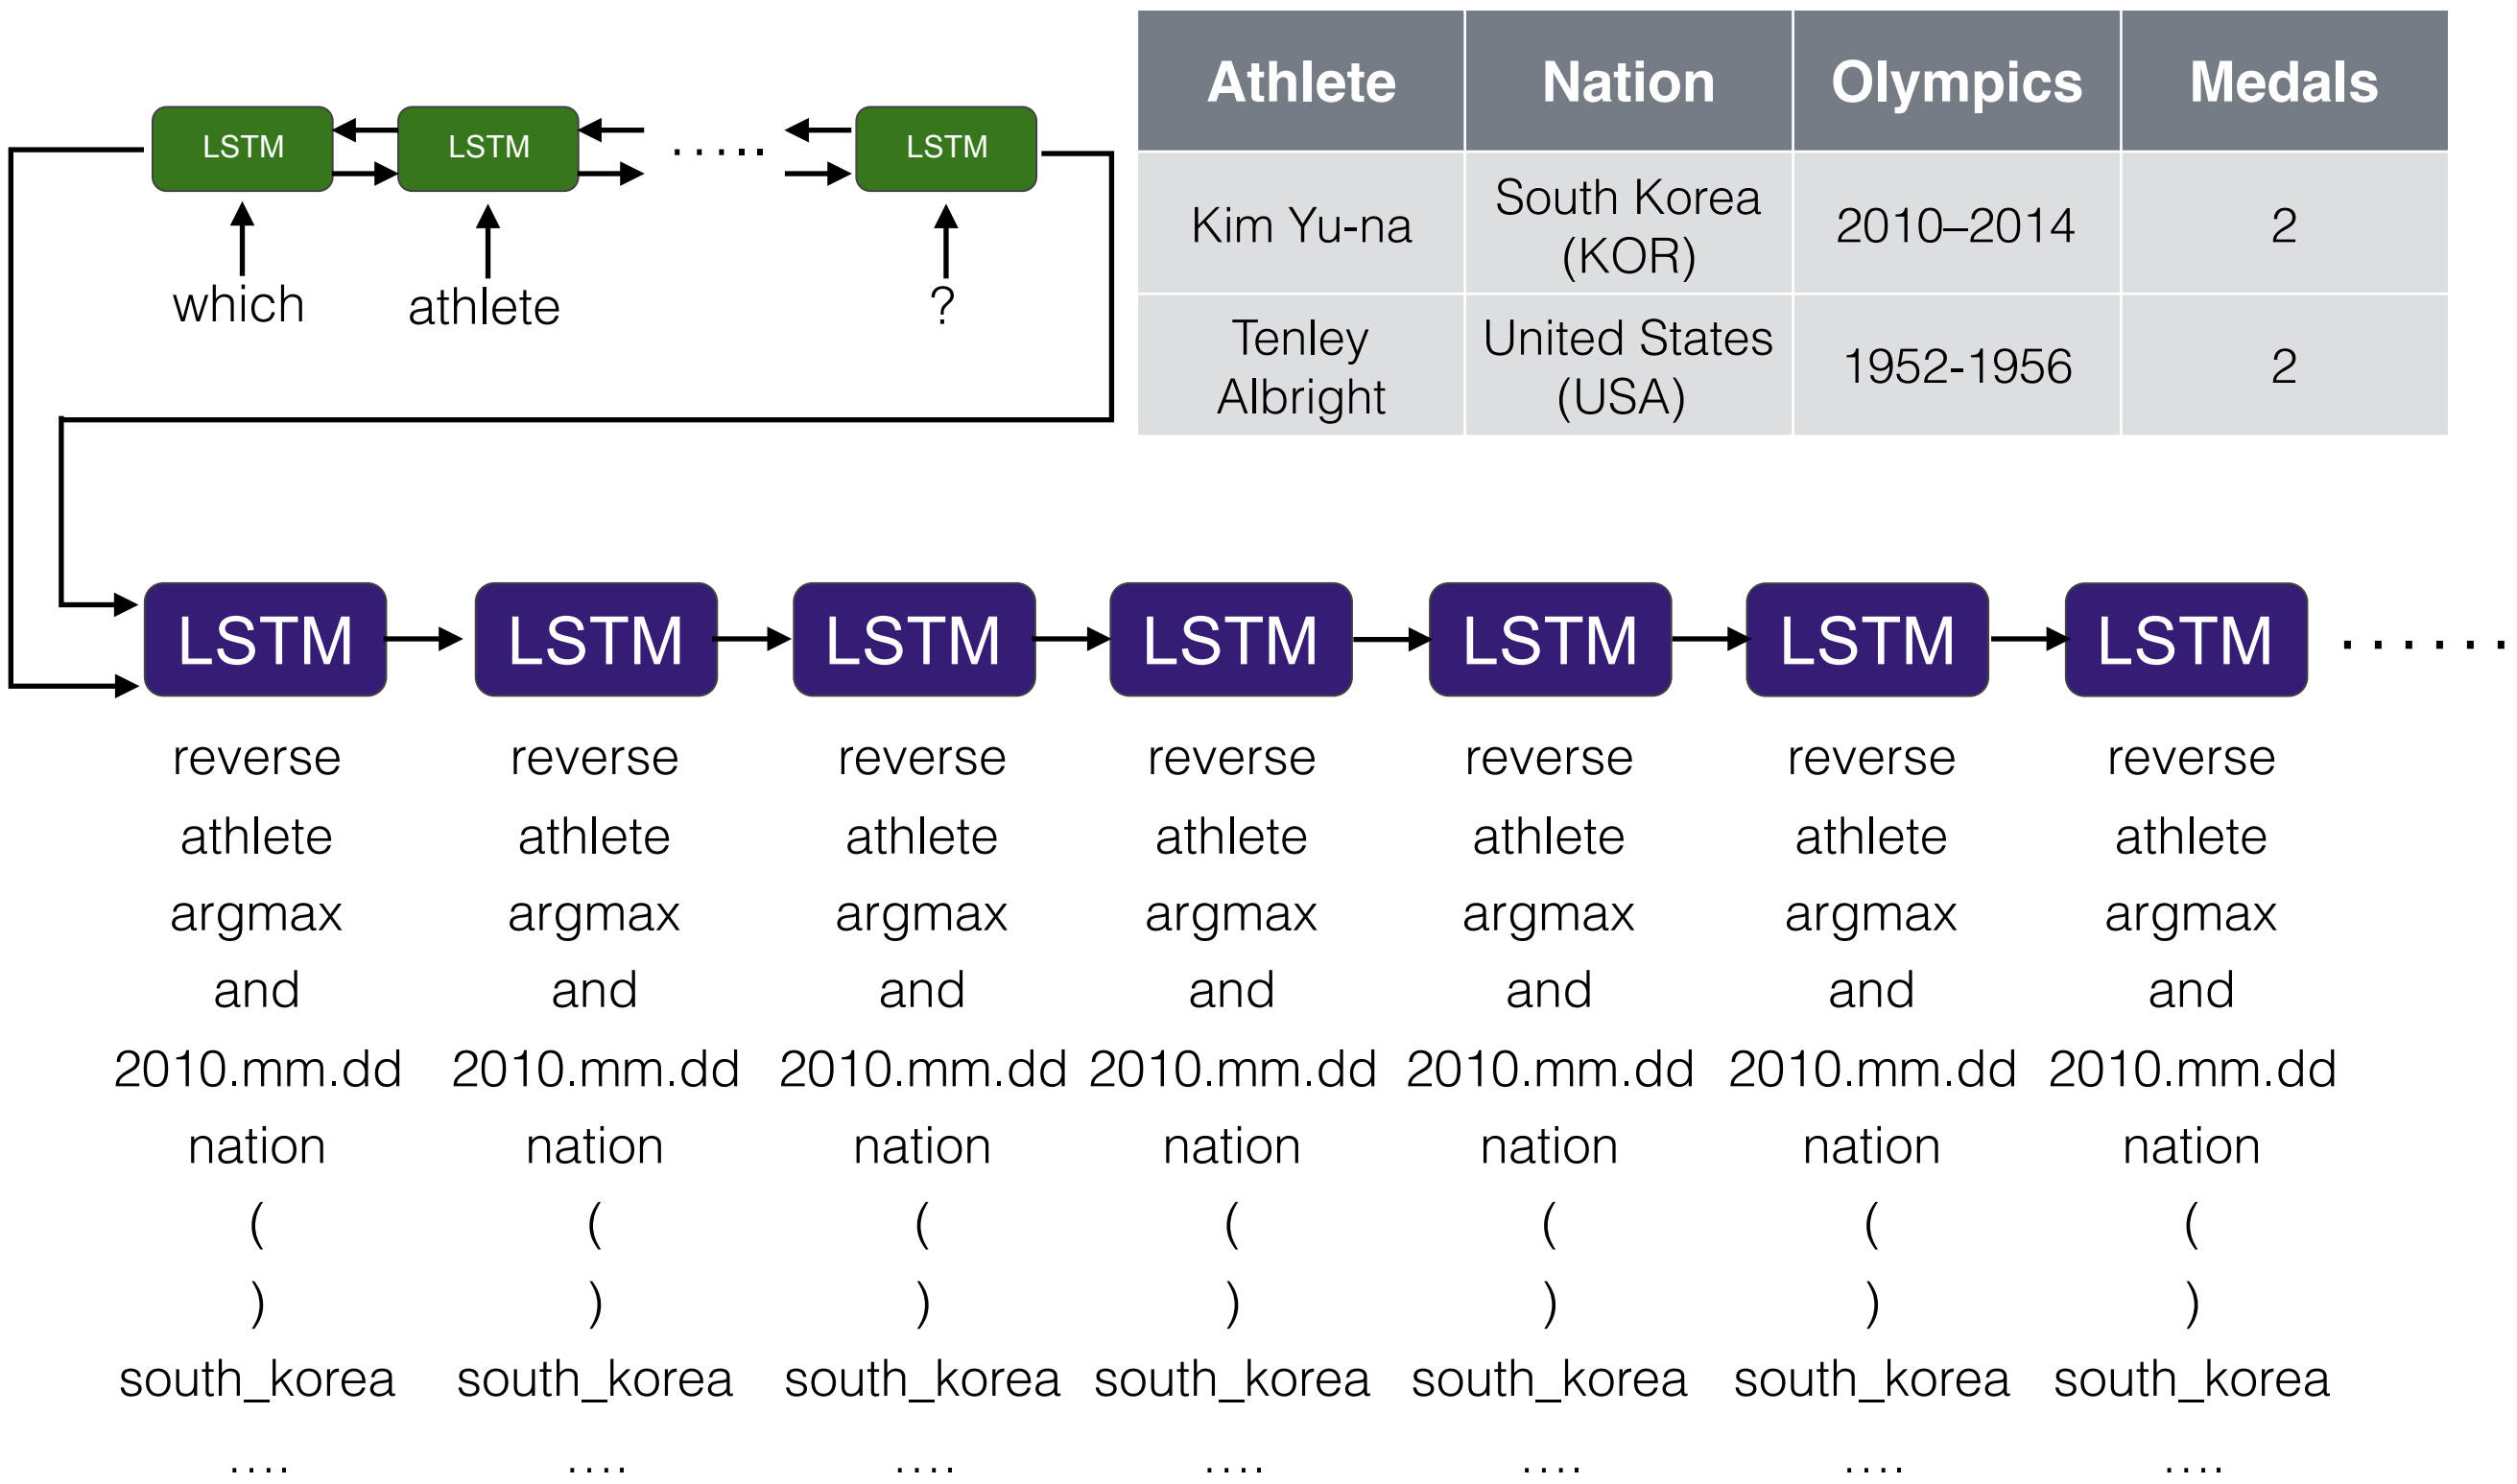 Athlete Nation Olympics Medals
Kim Yu-na South Korea (KOR) 2010–2014 2
Tenley Albright United States (USA) 1952-1956 2
LSTM LSTM ..... LSTM
which athlete ?
LSTM LSTM LSTM LSTM LSTM LSTM LSTM ......
reverse reverse reverse reverse reverse reverse reverse
athlete athlete athlete athlete athlete athlete athlete
argmax argmax argmax argmax argmax argmax argmax
and and and and and and and
2010.mm.dd 2010.mm.dd 2010.mm.dd 2010.mm.dd 2010.mm.dd 2010.mm.dd 2010.mm.dd
nation nation nation nation nation nation nation
( ( ( ( ( ( (
) ) ) ) ) ) )
south_korea south_korea south_korea south_korea south_korea south_korea south_korea
.... .... .... .... .... .... ....